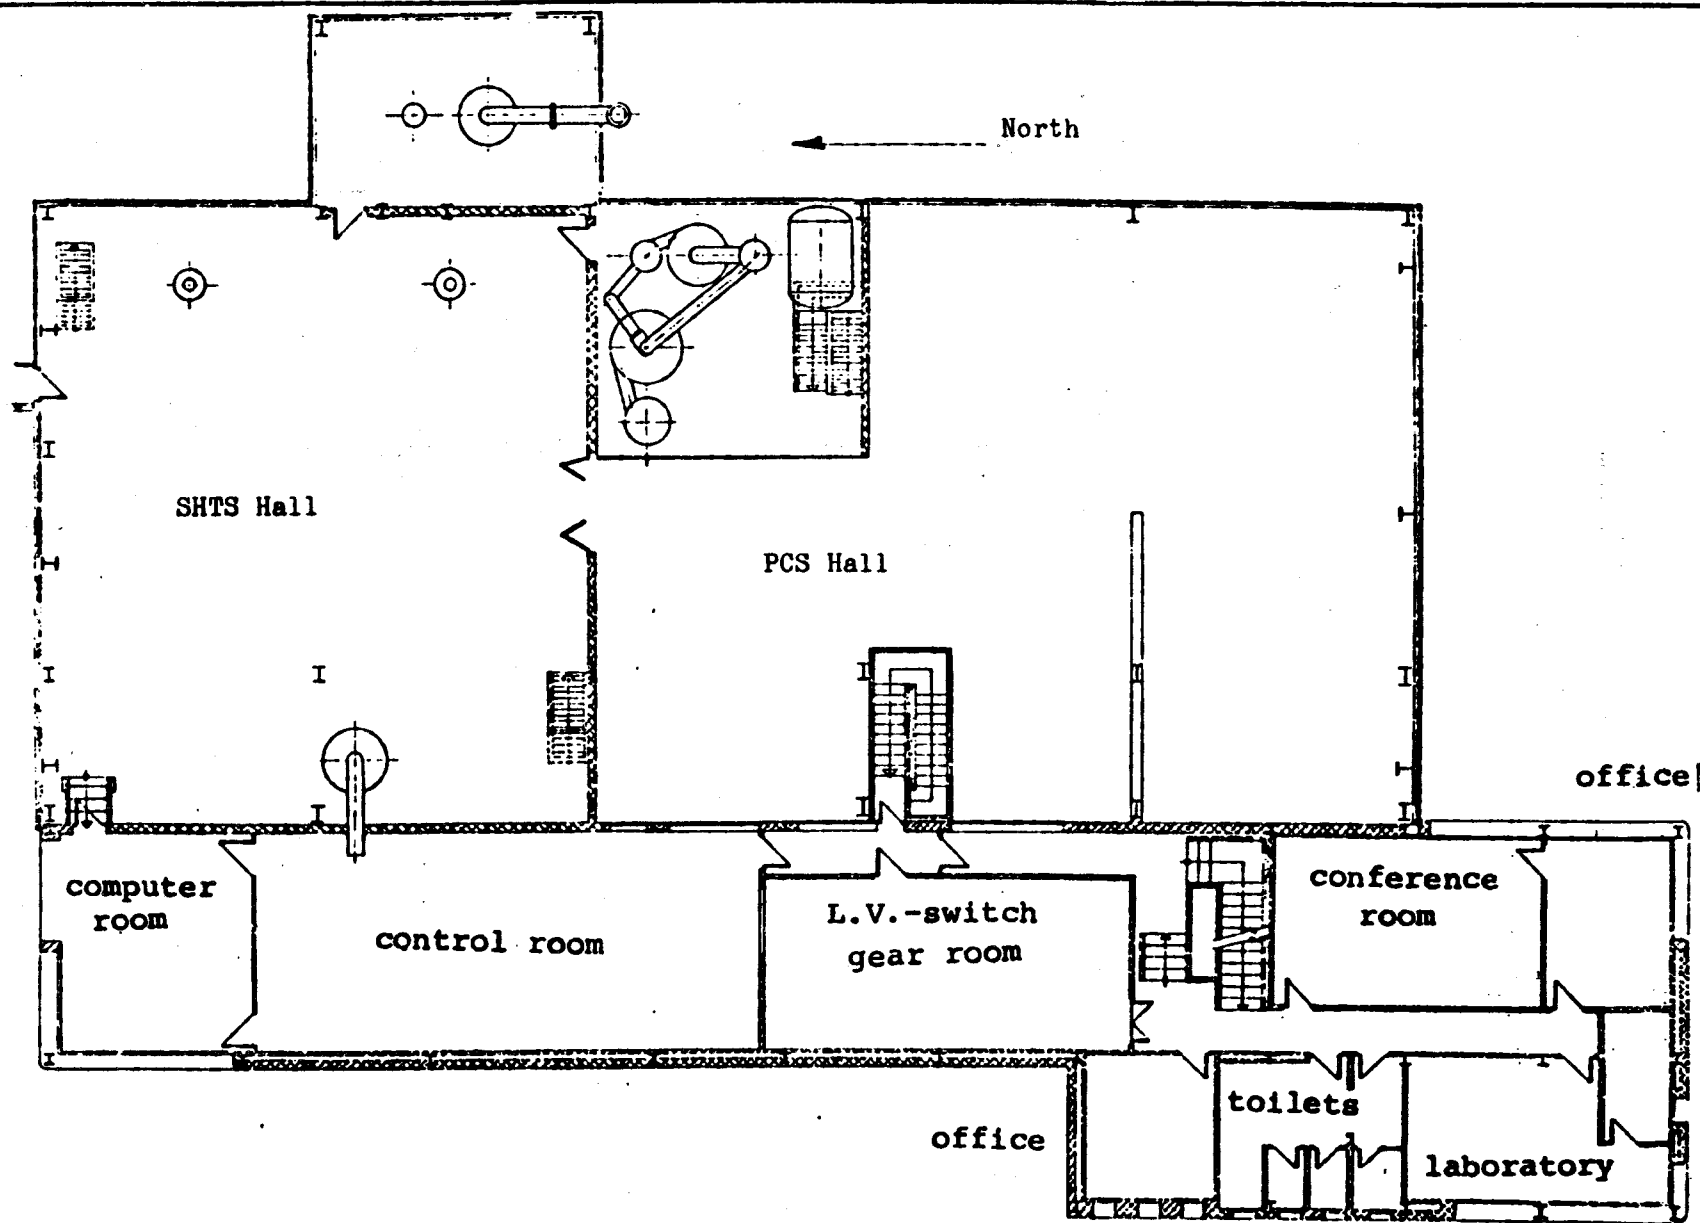 North
SHTS Hall
PCS Hall
office
computer
room
control room
L.V.-switch
gear room
conference
room
office
toilets
laboratory